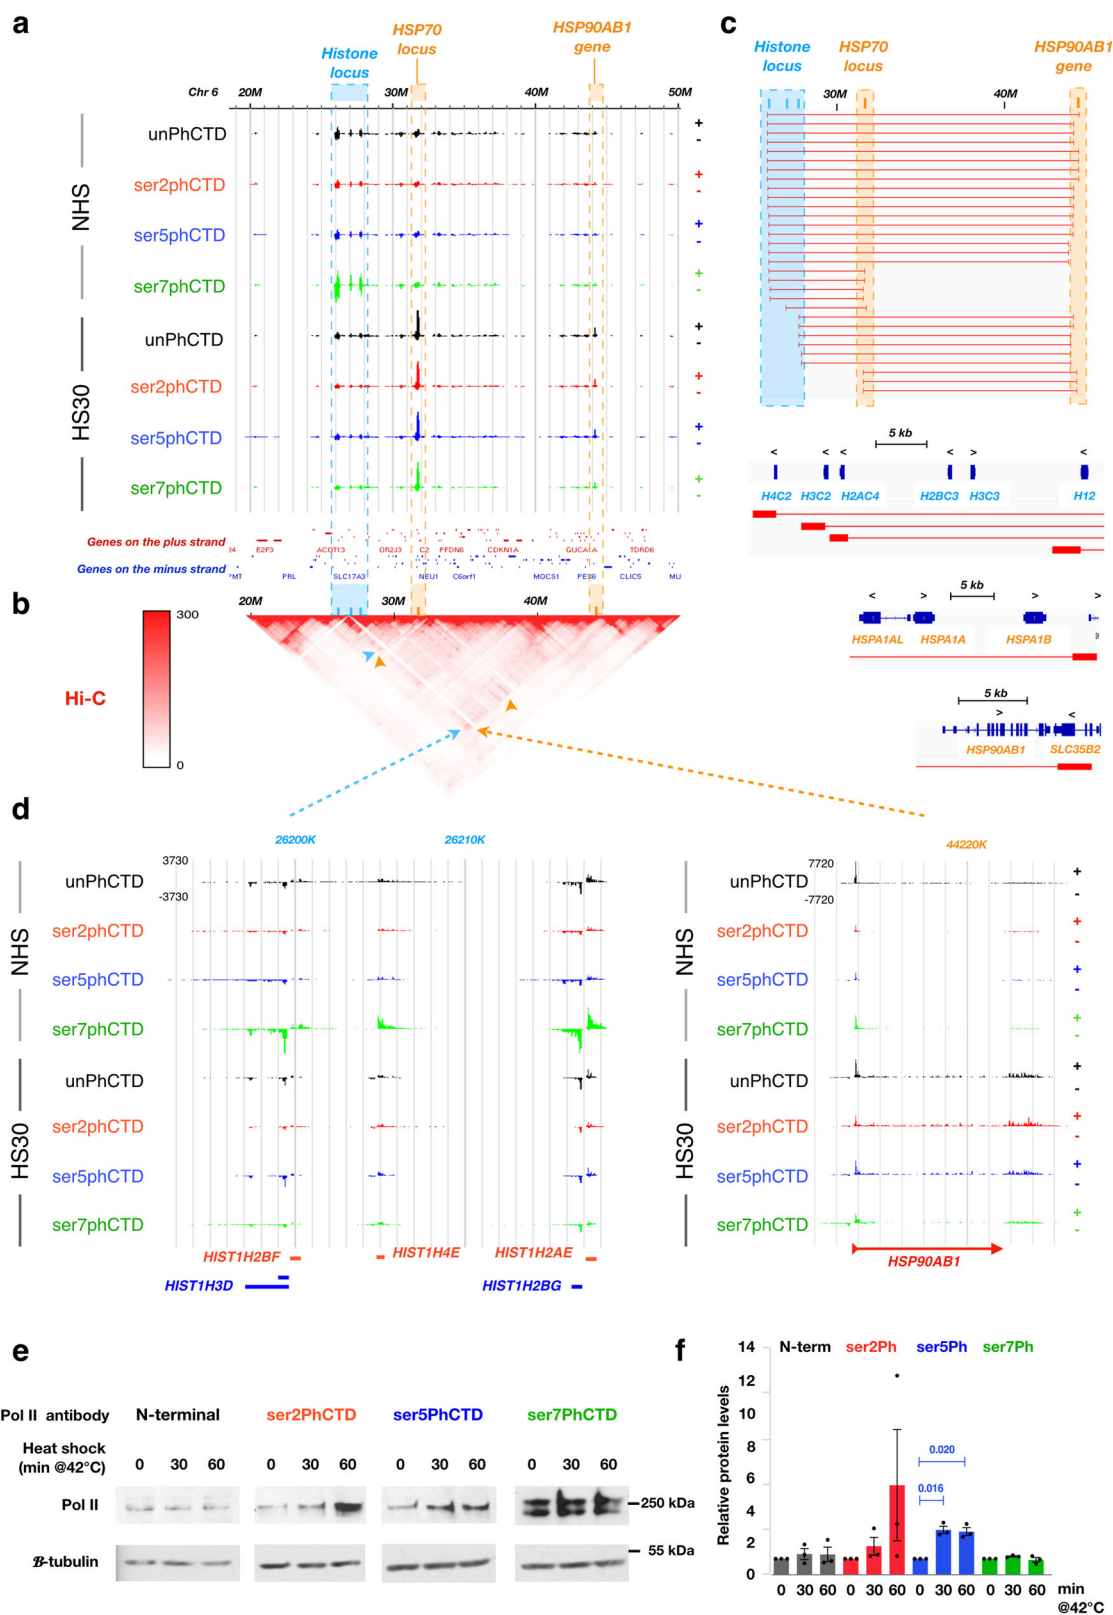 a
Histone locus
HSP70 locus
HSP90AB1 gene
Chr 6
20M 30M 40M 50M
NHS
unPhCTD + -
ser2phCTD + -
ser5phCTD + -
ser7phCTD + -
HS30
unPhCTD + -
ser2phCTD + -
ser5phCTD + -
ser7phCTD + -
Genes on the plus strand
E2F3 ACOT13 OR2J3 C2 PFDN6 CDKN1A GUCA1A TDRD6
Genes on the minus strand
PRL SLC17A3 NEU1 C6orf1 MOCS1 PEX6 CLIC5 MU
b
20M 30M 40M
Hi-C
300
0
c
Histone locus
HSP70 locus
HSP90AB1 gene
30M 40M
5 kb
< < < < > <
H4C2 H3C2 H2AC4 H2BC3 H3C3 H12
5 kb
< > > >
HSPA1AL HSPA1A HSPA1B
5 kb
> <
HSP90AB1 SLC35B2
d
26200K 26210K
3730
-3730
NHS
unPhCTD
ser2phCTD
ser5phCTD
ser7phCTD
HS30
unPhCTD
ser2phCTD
ser5phCTD
ser7phCTD
HIST1H2BF HIST1H4E HIST1H2AE
HIST1H3D HIST1H2BG
44220K
7720
-7720
NHS
unPhCTD + -
ser2phCTD + -
ser5phCTD + -
ser7phCTD + -
HS30
unPhCTD + -
ser2phCTD + -
ser5phCTD + -
ser7phCTD + -
HSP90AB1
e
Pol II antibody N-terminal ser2PhCTD ser5PhCTD ser7PhCTD
Heat shock
(min @42°C) 0 30 60 0 30 60 0 30 60 0 30 60
Pol II 250 kDa
ß-tubulin 55 kDa
f
N-term ser2Ph ser5Ph ser7Ph
Relative protein levels
14
12
10
8
6
4
2
0
0.020
0.016
0 30 60 0 30 60 0 30 60 0 30 60 min @42°C